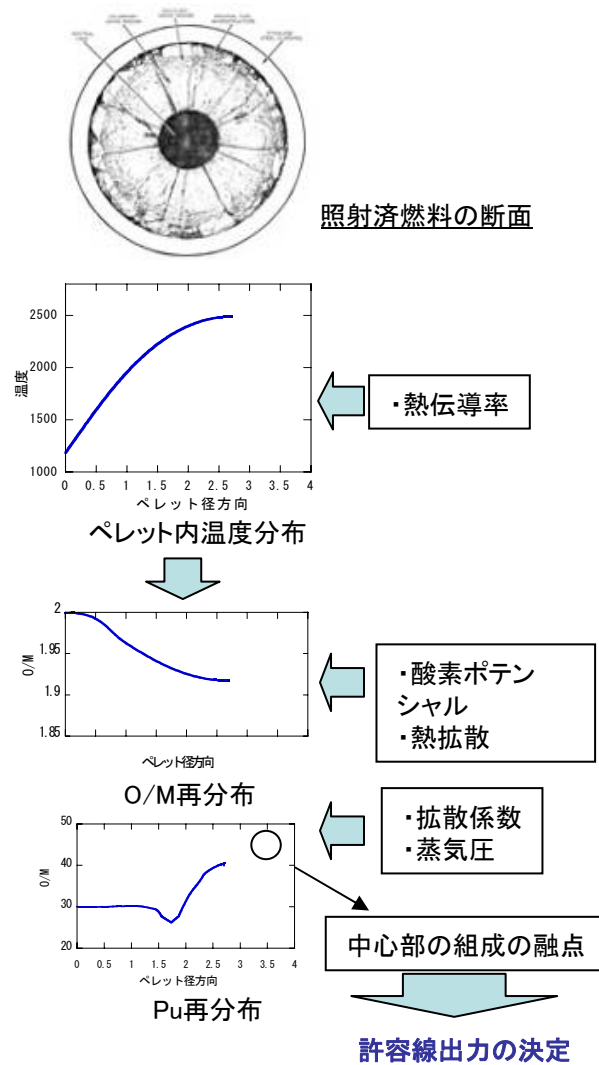 照射済燃料の断面
2500
2000
1500
1000
温度
0 0.5 1 1.5 2 2.5 3 3.5 4
ペレット径方向
ペレット内温度分布
・熱伝導率
2
1.95
1.9
1.85
O/M
ペレット径方向
O/M再分布
・酸素ポテン
シャル
・熱拡散
50
40
30
20
O/M
0 0.5 1 1.5 2 2.5 3 3.5 4
ペレット径方向
Pu再分布
・拡散係数
・蒸気圧
中心部の組成の融点
許容線出力の決定